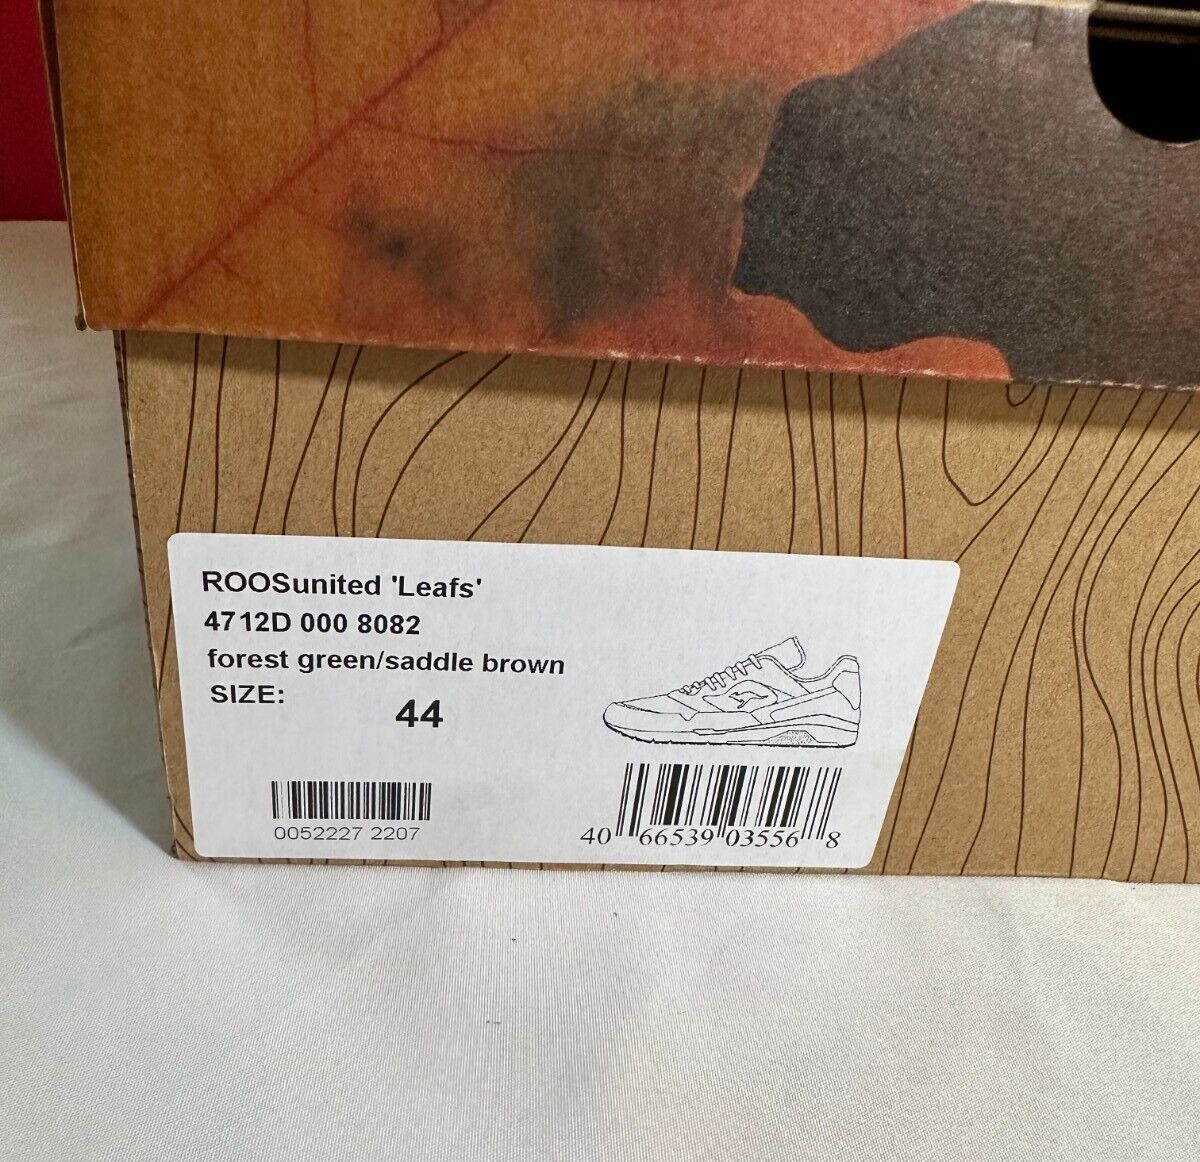 ROOSunited 'Leafs'
4712D 000 8082
forest green/saddle brown
SIZE:
44
0052227 2207
40 66539 03556 8